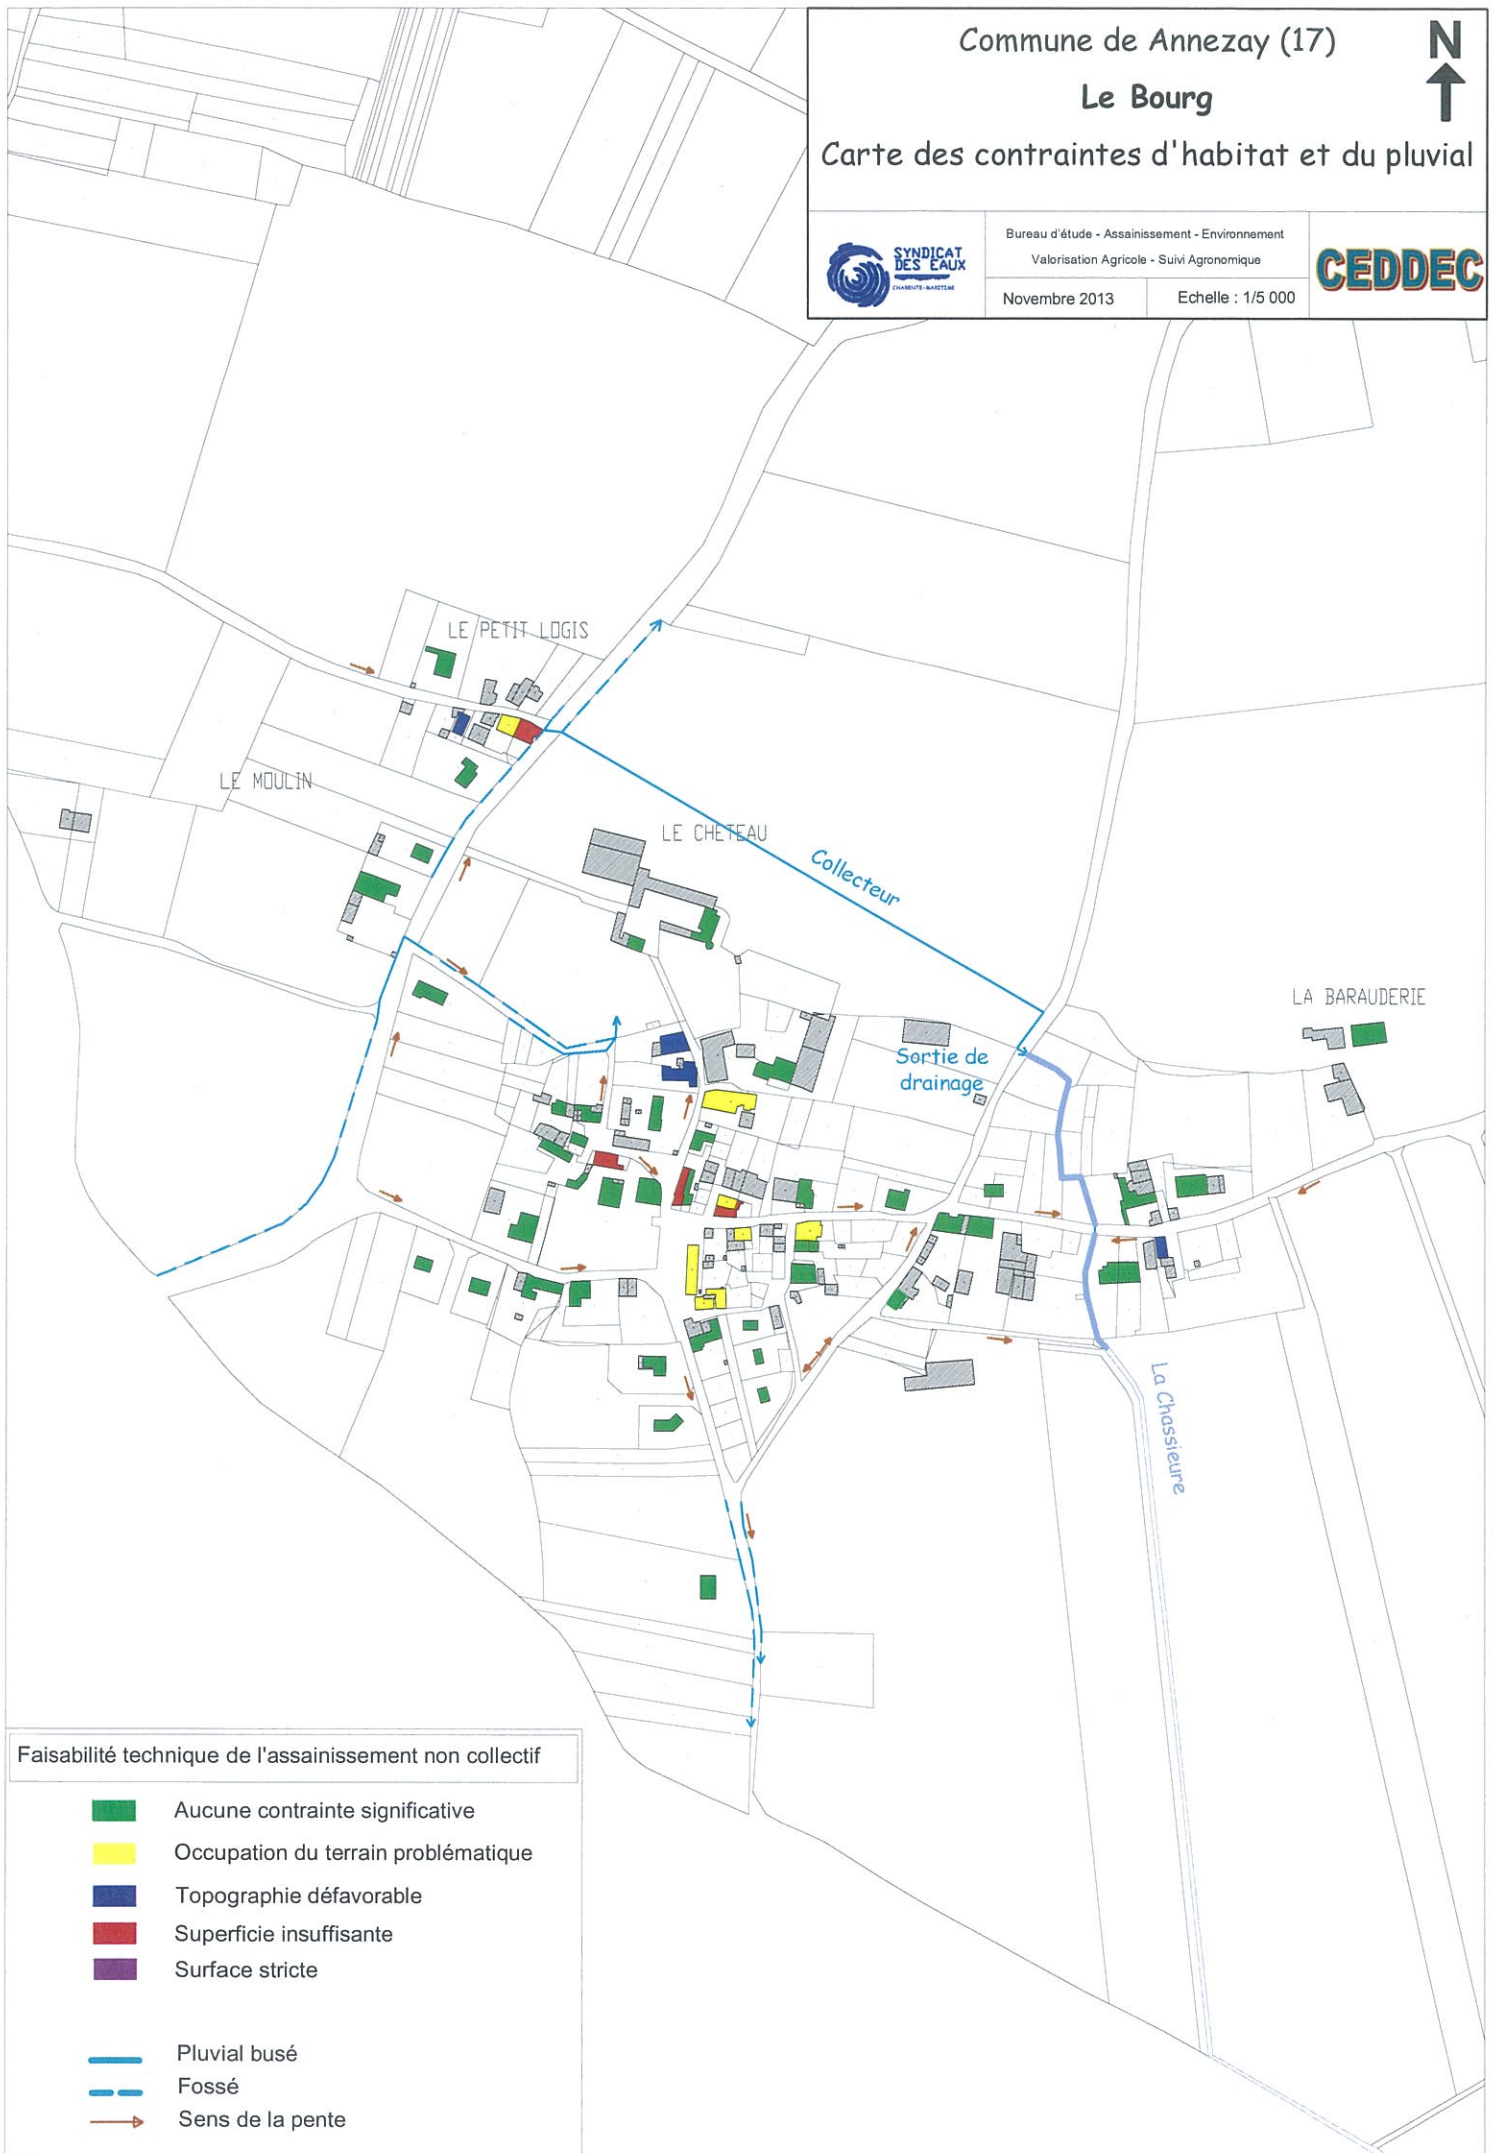 Commune de Annezay (17)
N
Le Bourg
Carte des contraintes d'habitat et du pluvial
SYNDICAT
DES EAUX
CHARENTE-MARITIME
Bureau d'étude - Assainissement - Environnement
Valorisation Agricole - Suivi Agronomique
Novembre 2013
Echelle : 1/5 000
CEDDEC
LE PETIT LOGIS
LE MOULIN
LE CHETEAU
Collecteur
LA BARAUDERIE
Sortie de
drainage
La Chassieure
Faisabilité technique de l'assainissement non collectif
Aucune contrainte significative
Occupation du terrain problématique
Topographie défavorable
Superficie insuffisante
Surface stricte
Pluvial busé
Fossé
Sens de la pente